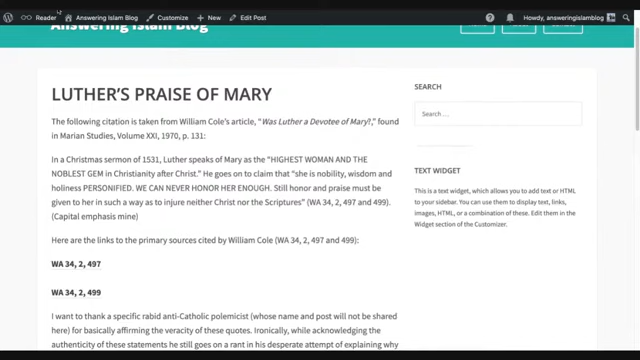 Reader
Answering Islam Blog
Customize
New
Edit Post
Howdy, answeringislamblog
Answering Islam Blog
LUTHER'S PRAISE OF MARY
The following citation is taken from William Cole's article, "Was Luther a Devotee of Mary?," found
in Marian Studies, Volume XXI, 1970, p. 131:
In a Christmas sermon of 1531, Luther speaks of Mary as the "HIGHEST WOMAN AND THE
NOBLEST GEM in Christianity after Christ." He goes on to claim that "she is nobility, wisdom and
holiness PERSONIFIED. WE CAN NEVER HONOR HER ENOUGH. Still honor and praise must be
given to her in such a way as to injure neither Christ nor the Scriptures" (WA 34, 2, 497 and 499).
(Capital emphasis mine)
Here are the links to the primary sources cited by William Cole (WA 34, 2, 497 and 499):
WA 34, 2, 497
WA 34, 2, 499
I want to thank a specific rabid anti-Catholic polemicist (whose name and post will not be shared
here) for basically affirming the veracity of these quotes. Ironically, while acknowledging the
authenticity of these statements he still goes on a rant in his desperate attempt of explaining why
SEARCH
Search …
TEXT WIDGET
This is a text widget, which allows you to add text or HTML
to your sidebar. You can use them to display text, links,
images, HTML, or a combination of these. Edit them in the
Widget section of the Customizer.